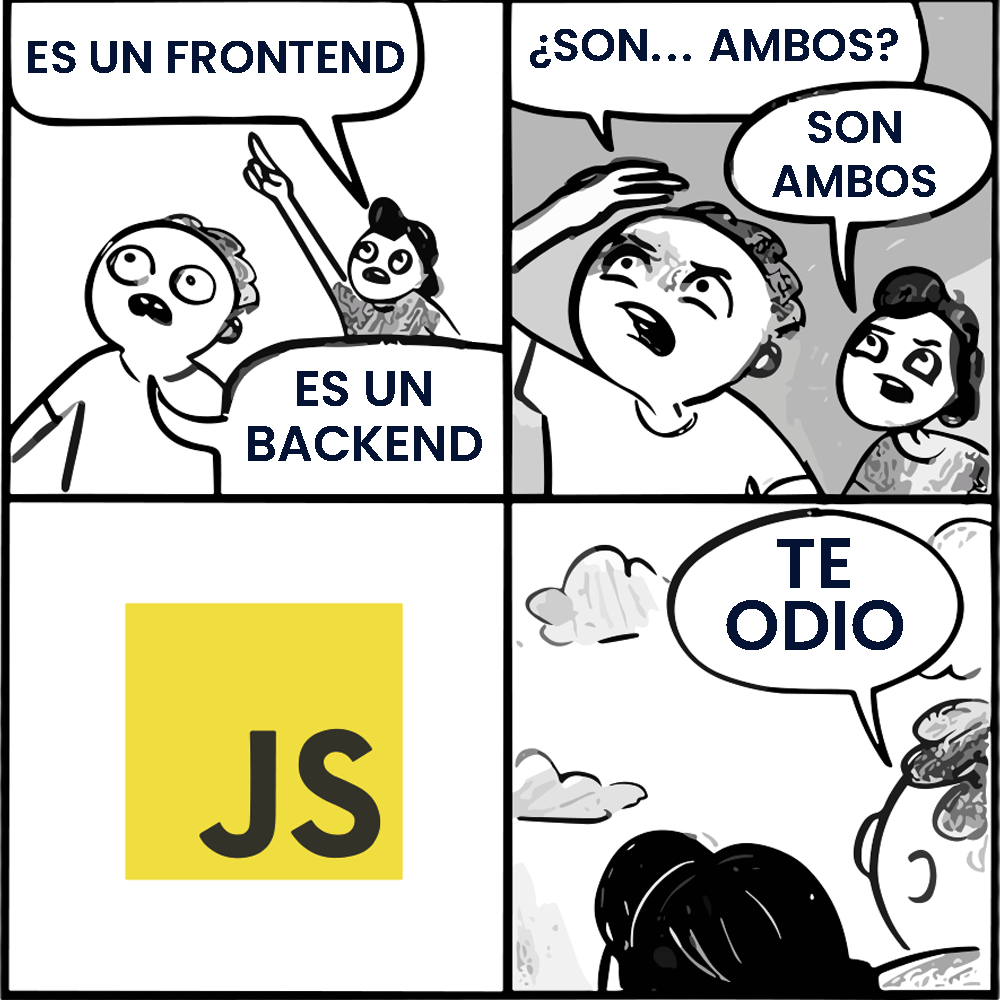 ES UN FRONTEND
ES UN
BACKEND
¿SON... AMBOS?
SON
AMBOS
JS
TE
ODIO